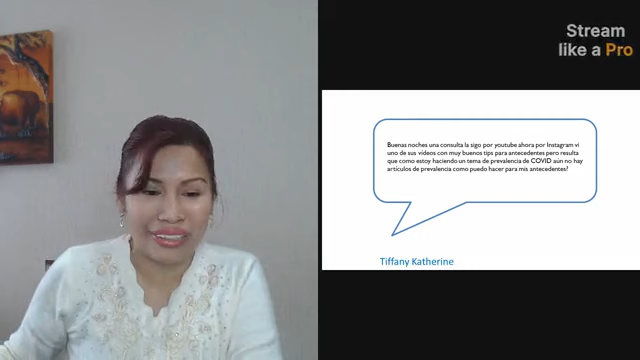 Stream
like a Pro
Buenas noches una consulta la sigo por youtube ahora por Instagram vi
uno de sus videos con muy buenos tips para antecedentes pero resulta
que como estoy haciendo un tema de prevalencia de COVID aún no hay
artículos de prevalencia como puedo hacer para mis antecedentes?
Tiffany Katherine